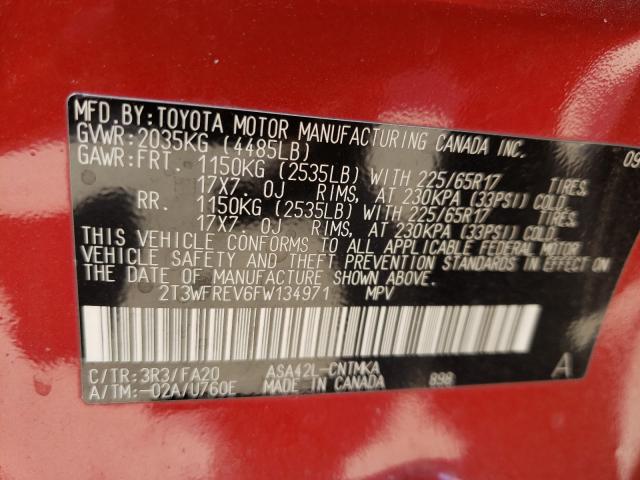 MFD.BY:TOYOTA MOTOR MANUFACTURING CANADA INC. 09
GVWR:2035KG (4485LB)
GAWR:FRT. 1150KG (2535LB) WITH 225/65R17 TIRES,
17X7.0J RIMS, AT 230KPA (33PSI) COLD
RR. 1150KG (2535LB) WITH 225/65R17 TIRES,
17X7.0J RIMS, AT 230KPA (33PSI) COLD.
THIS VEHICLE CONFORMS TO ALL APPLICABLE FEDERAL MOTOR
VEHICLE SAFETY AND THEFT PREVENTION STANDARDS IN EFFECT
ON THE DATE OF MANUFACTURE SHOWN ABOVE.
2T3WFREV6FW134971 MPV
C/TR:3R3/FA20 ASA42L-CNTMKA A
A/TM:-02A/U760E MADE IN CANADA 898